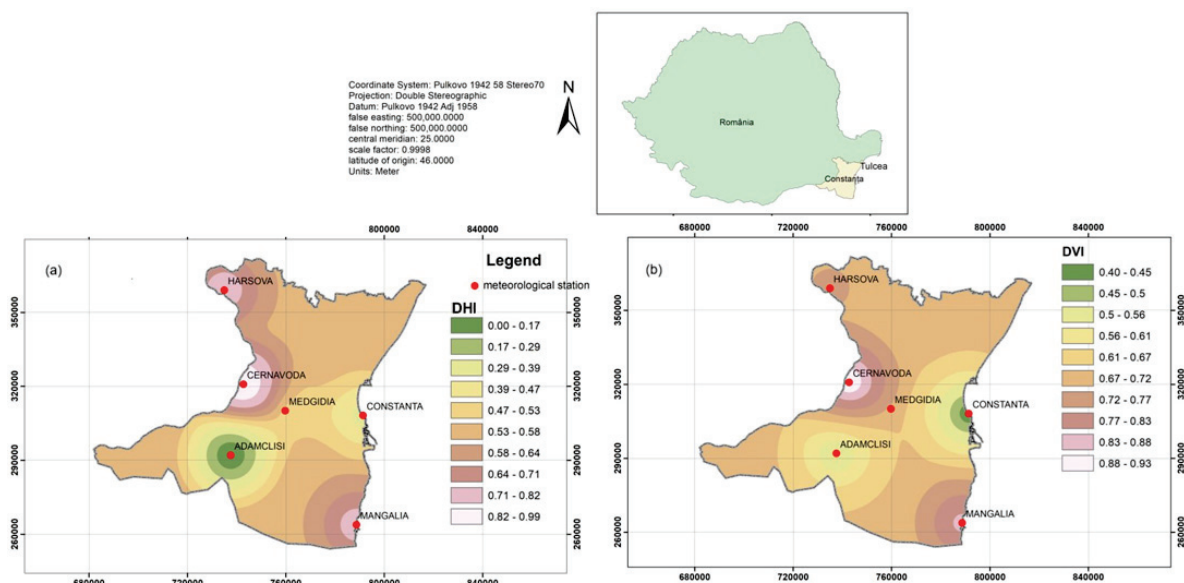 Coordinate System: Pulkovo 1942 58 Stereo70
Projection: Double Stereographic
Datum: Pulkovo 1942 Adj 1958
false easting: 500,000.0000
false northing: 500,000.0000
central meridian: 25.0000
scale factor: 0.9998
latitude of origin: 46.0000
Units: Meter
N
România
Tulcea
Constanța
800000 840000
(a)
Legend
meteorological station
DHI
0.00 - 0.17
0.17 - 0.29
0.29 - 0.39
0.39 - 0.47
0.47 - 0.53
0.53 - 0.58
0.58 - 0.64
0.64 - 0.71
0.71 - 0.82
0.82 - 0.99
HARSOVA
CERNAVODA
MEDGIDIA
CONSTANTA
ADAMCLISI
MANGALIA
350000
320000
290000
260000
680000 720000 760000 800000
680000 720000 760000 800000 840000
(b)
DVI
0.40 - 0.45
0.45 - 0.5
0.5 - 0.56
0.56 - 0.61
0.61 - 0.67
0.67 - 0.72
0.72 - 0.77
0.77 - 0.83
0.83 - 0.88
0.88 - 0.93
HARSOVA
CERNAVODA
MEDGIDIA
CONSTANTA
ADAMCLISI
MANGALIA
350000
320000
290000
260000
350000
320000
290000
260000
680000 720000 760000 800000 840000